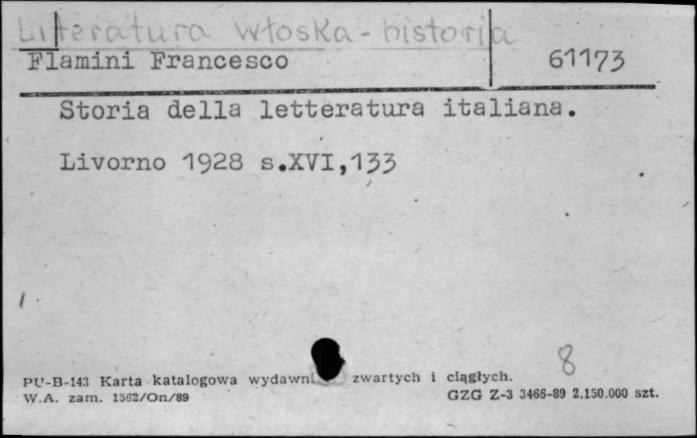 Literatura włoska - historia
Flamini Francesco 61173
Storia della letteratura italiana.
Livorno 1928 s.XVI,133
8
PU-B-143 Karta katalogowa wydawni zwartych i ciągłych.
W.A. zam. 1562/On/89 GZG Z-3 3466-89 2.150.000 szt.